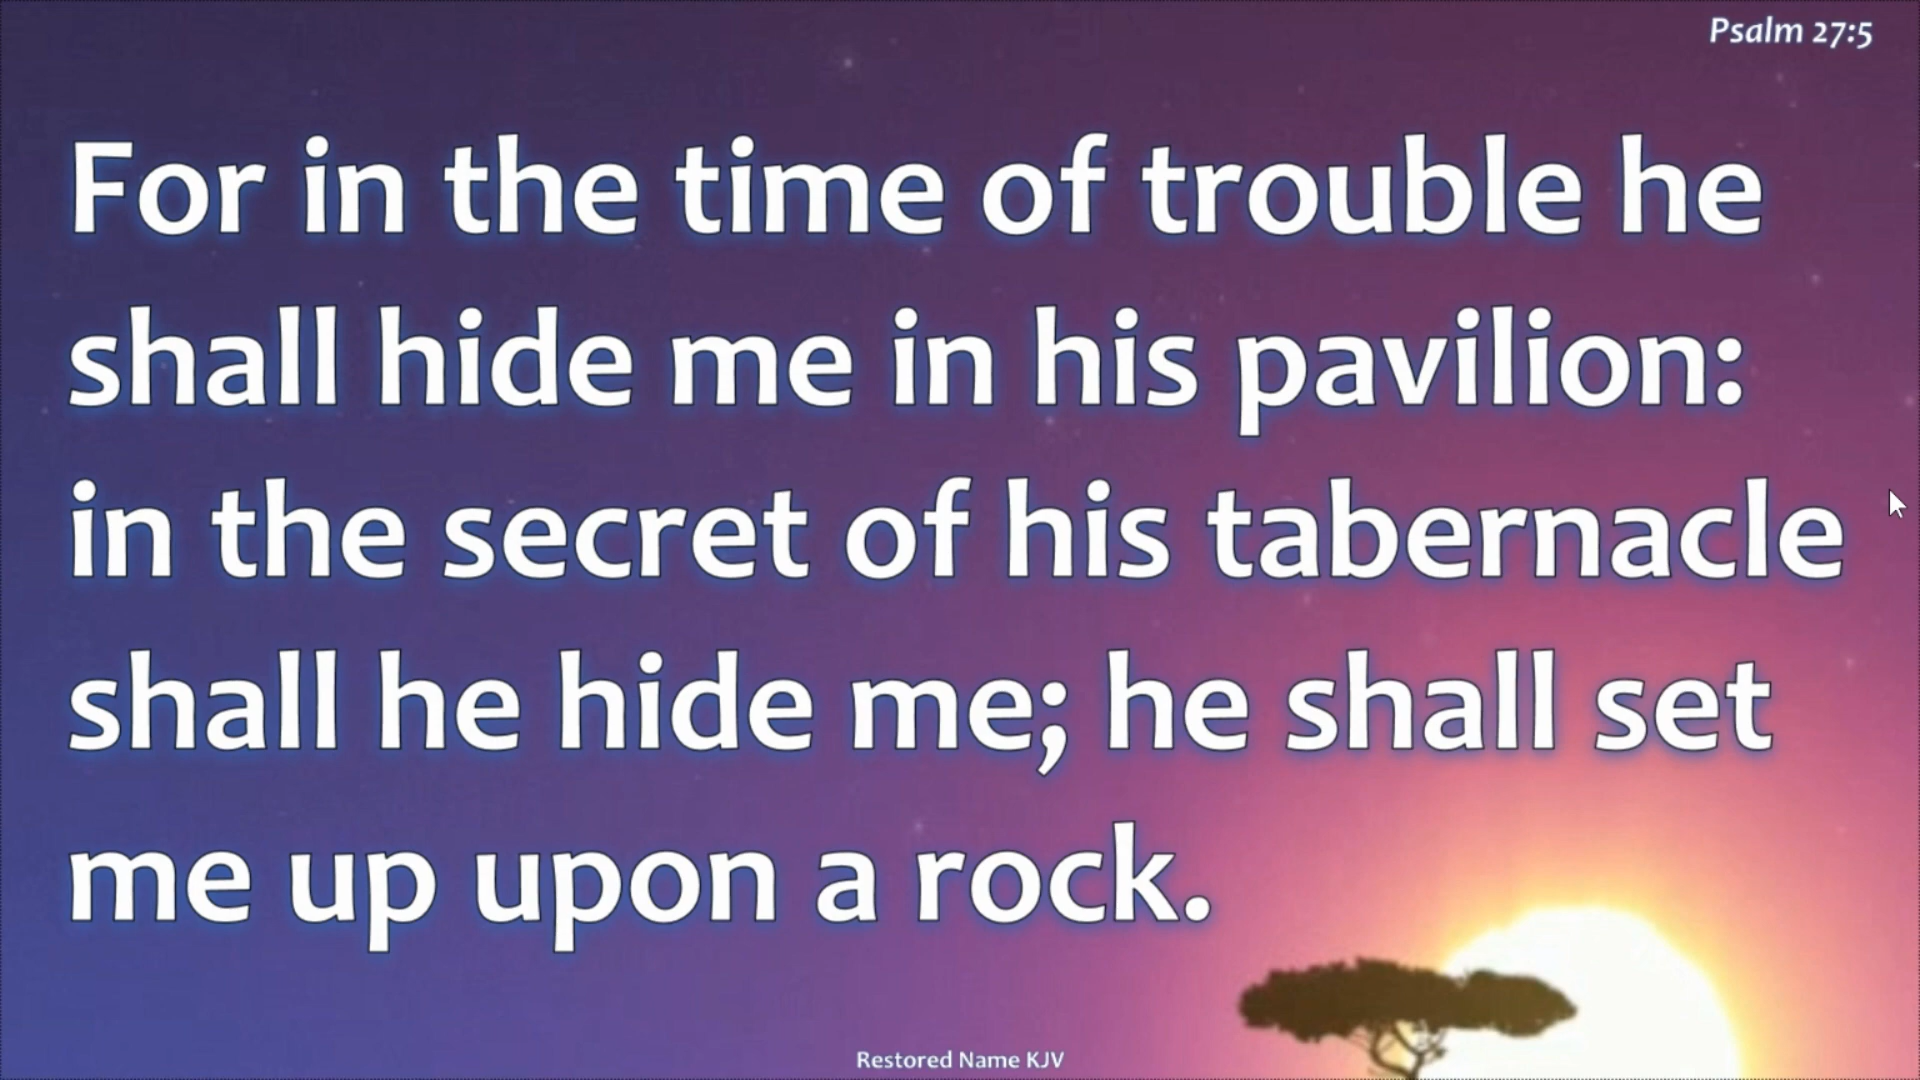 Psalm 27:5
For in the time of trouble he
shall hide me in his pavilion:
in the secret of his tabernacle
shall he hide me; he shall set
me up upon a rock.
Restored Name KJV